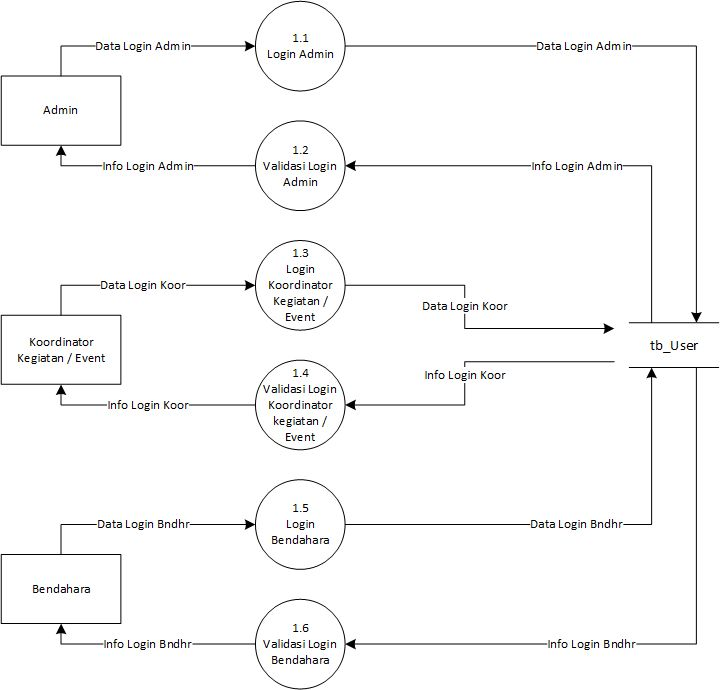 1.1
Login Admin
Data Login Admin
Data Login Admin
Admin
1.2
Validasi Login
Admin
Info Login Admin
Info Login Admin
1.3
Login
Koordinator
Kegiatan /
Event
Data Login Koor
Data Login Koor
Koordinator
Kegiatan / Event
tb_User
1.4
Validasi Login
Koordinator
kegiatan /
Event
Info Login Koor
Info Login Koor
1.5
Login
Bendahara
Data Login Bndhr
Data Login Bndhr
Bendahara
1.6
Validasi Login
Bendahara
Info Login Bndhr
Info Login Bndhr